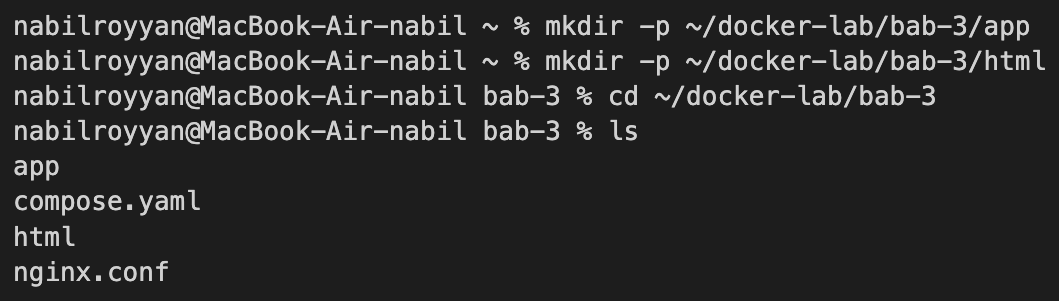 nabilroyyan@MacBook-Air-nabil ~ % mkdir -p ~/docker-lab/bab-3/app
nabilroyyan@MacBook-Air-nabil ~ % mkdir -p ~/docker-lab/bab-3/html
nabilroyyan@MacBook-Air-nabil bab-3 % cd ~/docker-lab/bab-3
nabilroyyan@MacBook-Air-nabil bab-3 % ls
app
compose.yaml
html
nginx.conf